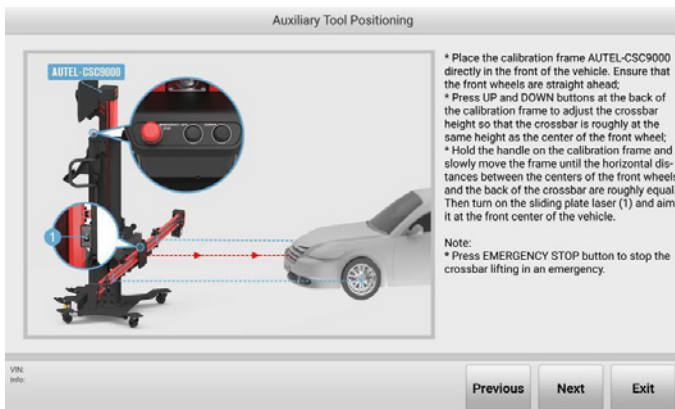 Auxiliary Tool Positioning
AUTEL-CSC9000
EMERGENCY STOP UP DOWN
1
* Place the calibration frame AUTEL-CSC9000
directly in the front of the vehicle. Ensure that
the front wheels are straight ahead;
* Press UP and DOWN buttons at the back of
the calibration frame to adjust the crossbar
height so that the crossbar is roughly at the
same height as the center of the front wheel;
* Hold the handle on the calibration frame and
slowly move the frame until the horizontal dis-
tances between the centers of the front wheels
and the back of the crossbar are roughly equal.
Then turn on the sliding plate laser (1) and aim
it at the front center of the vehicle.
Note:
* Press EMERGENCY STOP button to stop the
crossbar lifting in an emergency.
VIN:
Info:
Previous Next Exit